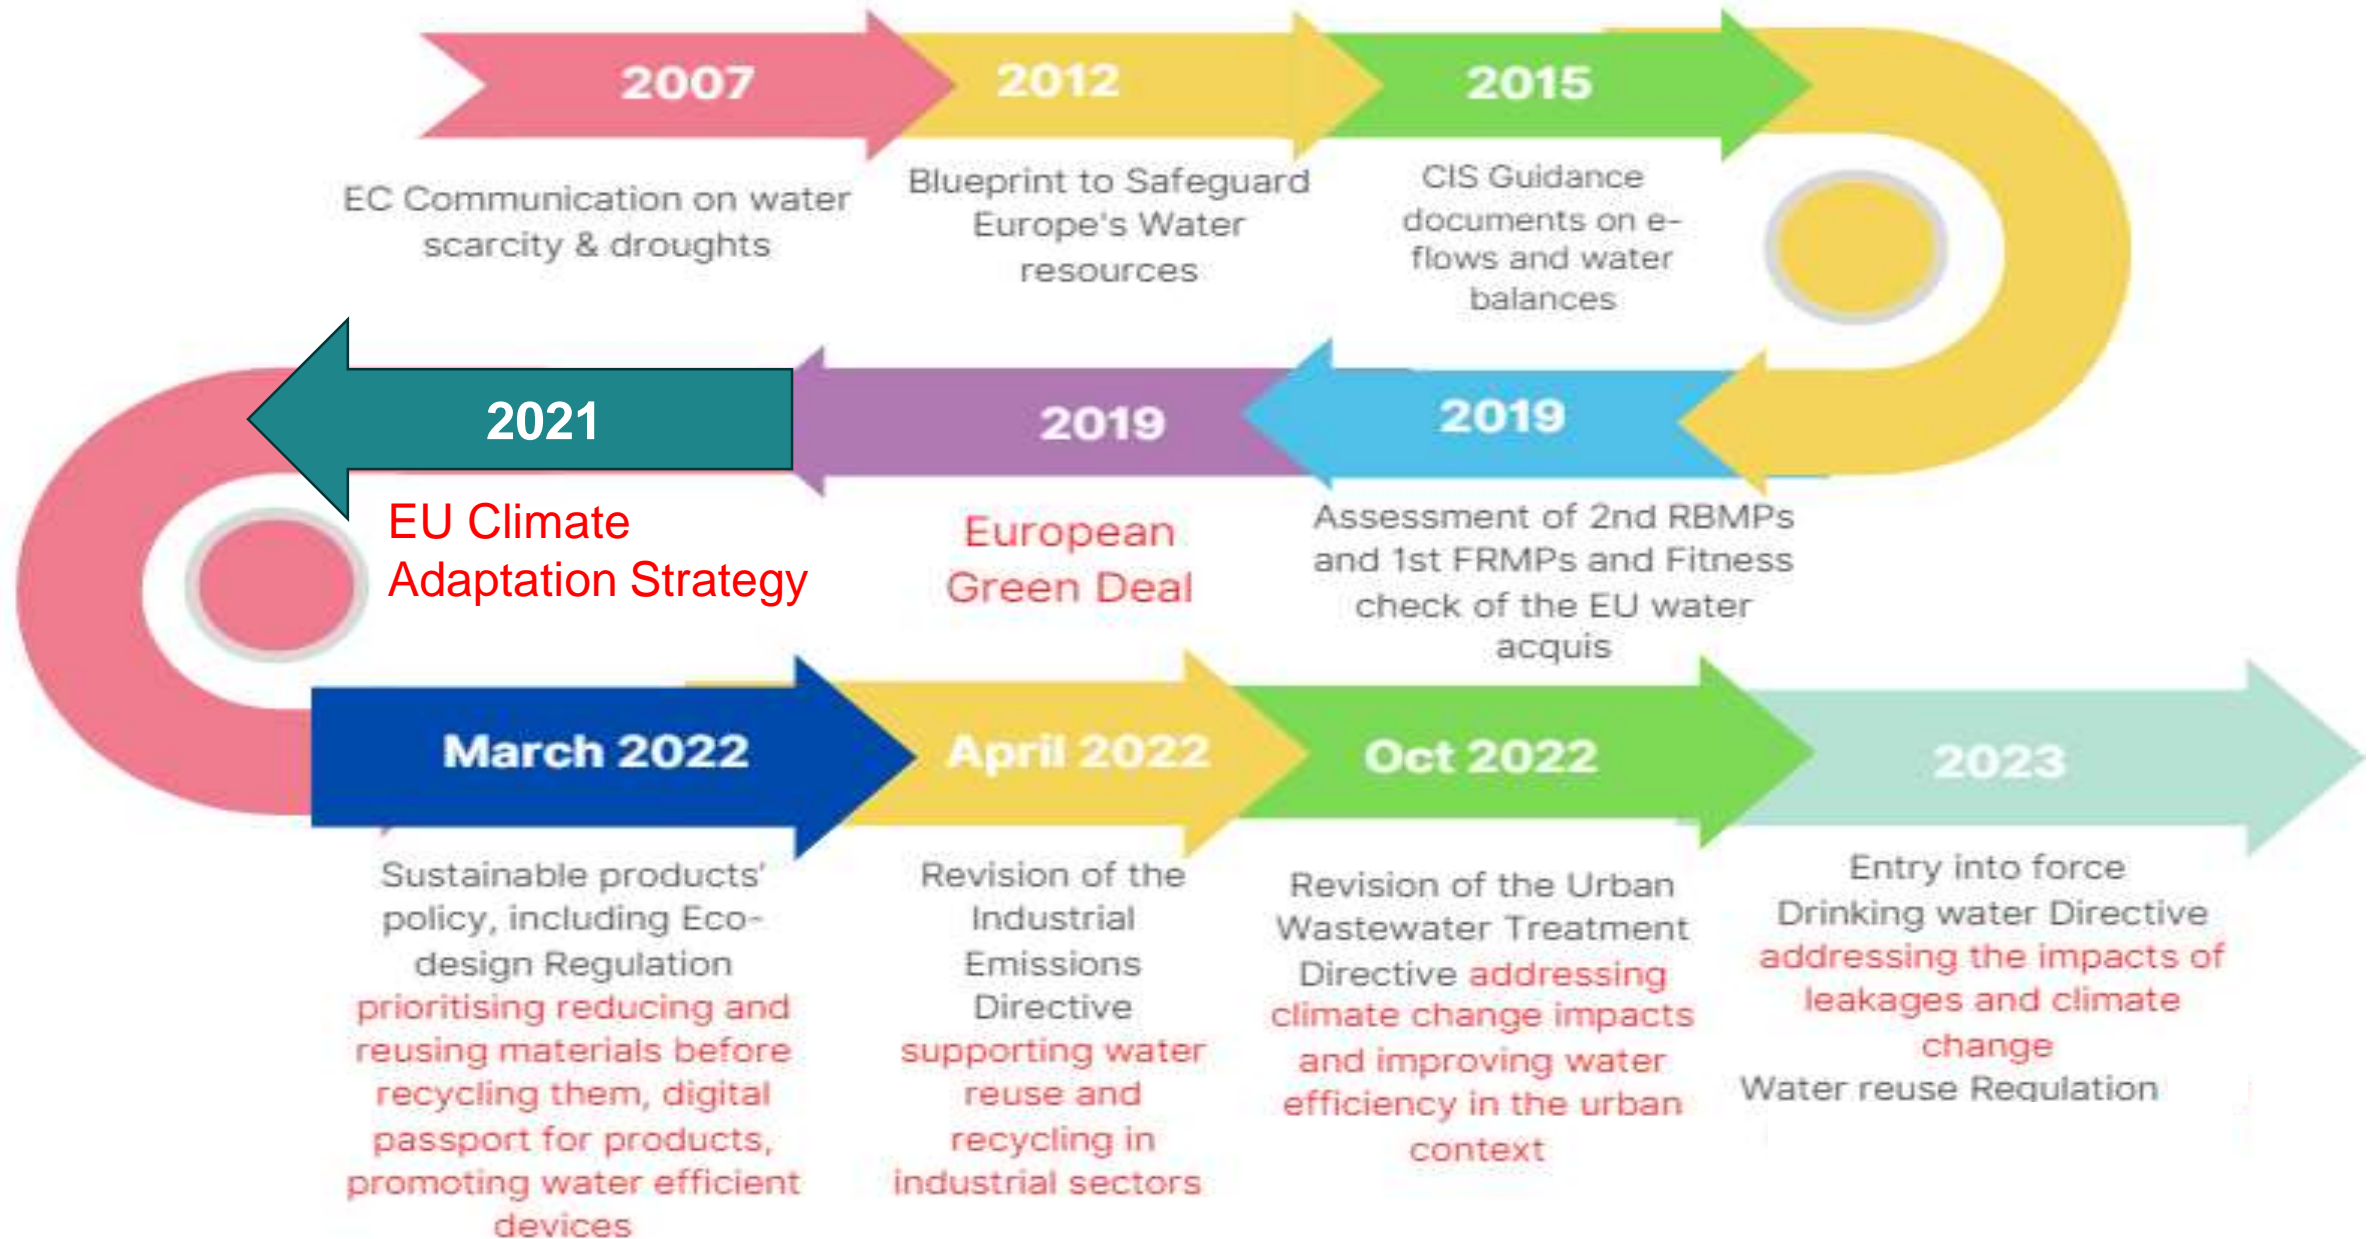 2007
EC Communication on water
scarcity & droughts
2012
Blueprint to Safeguard
Europe's Water
resources
2015
CIS Guidance
documents on e-
flows and water
balances
2019
Assessment of 2nd RBMPs
and 1st FRMPs and Fitness
check of the EU water
acquis
2019
European
Green Deal
2021
EU Climate
Adaptation Strategy
March 2022
Sustainable products'
policy, including Eco-
design Regulation
prioritising reducing and
reusing materials before
recycling them, digital
passport for products,
promoting water efficient
devices
April 2022
Revision of the
Industrial
Emissions
Directive
supporting water
reuse and
recycling in
industrial sectors
Oct 2022
Revision of the Urban
Wastewater Treatment
Directive addressing
climate change impacts
and improving water
efficiency in the urban
context
2023
Entry into force
Drinking water Directive
addressing the impacts of
leakages and climate
change
Water reuse Regulation